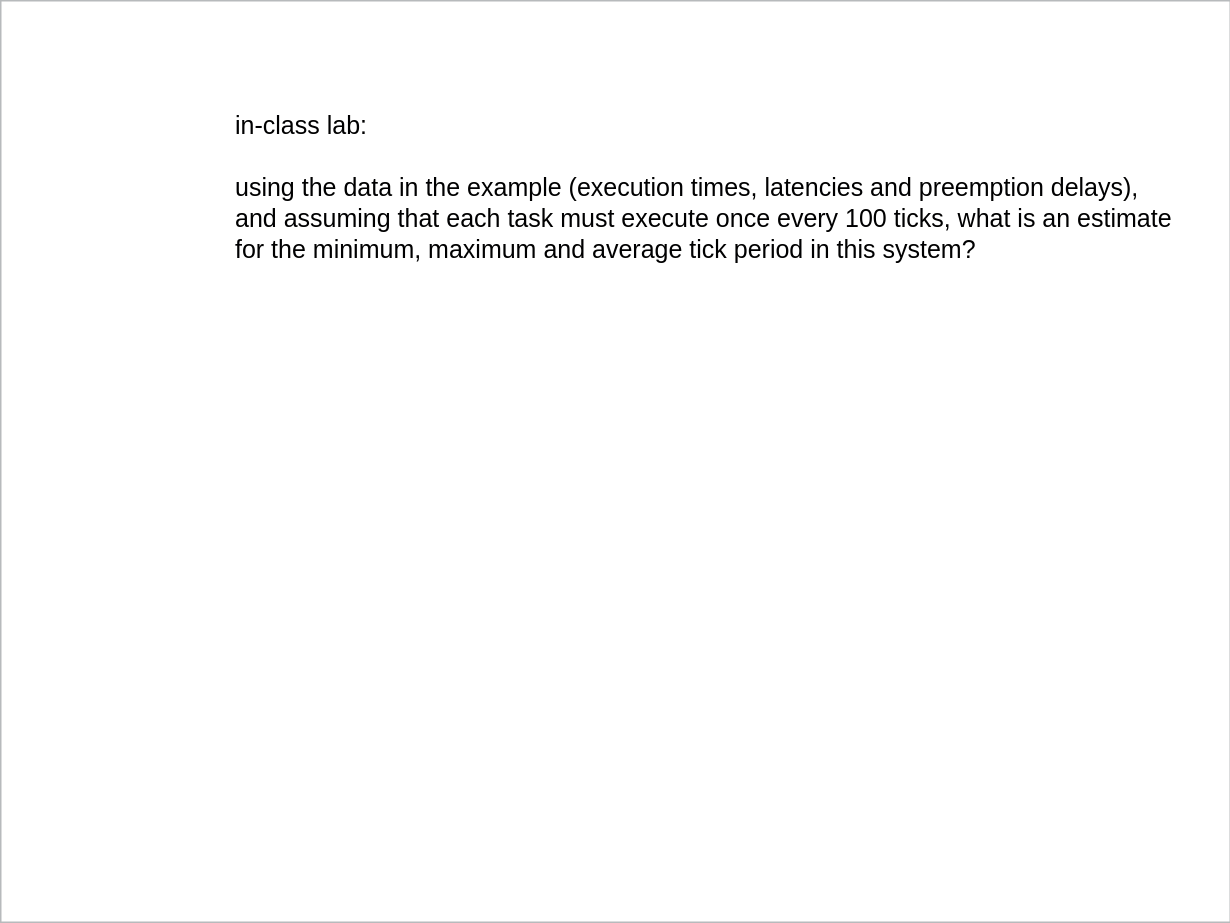 in-class lab:
using the data in the example (execution times, latencies and preemption delays),
and assuming that each task must execute once every 100 ticks, what is an estimate
for the minimum, maximum and average tick period in this system?